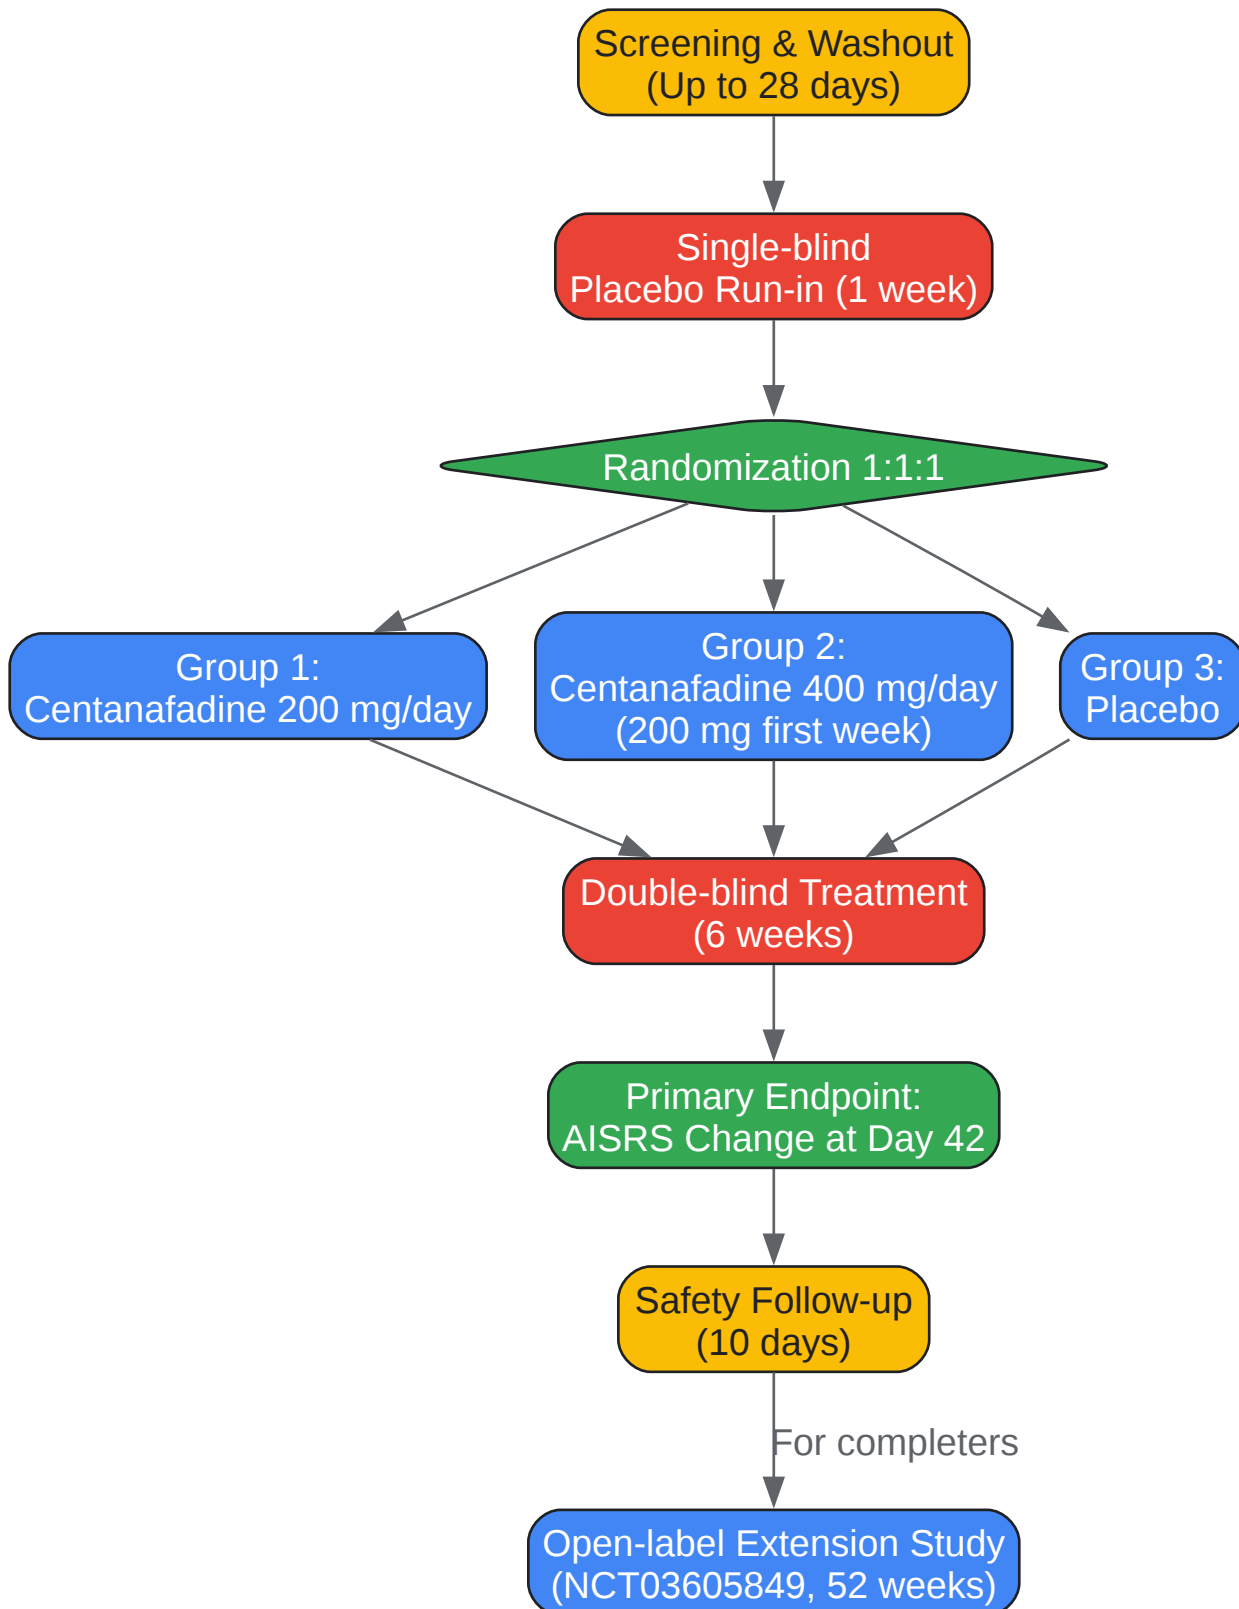 Screening & Washout
(Up to 28 days)
Single-blind
Placebo Run-in (1 week)
Randomization 1:1:1
Group 1:
Centanafadine 200 mg/day
Group 2:
Centanafadine 400 mg/day
(200 mg first week)
Group 3:
Placebo
Double-blind Treatment
(6 weeks)
Primary Endpoint:
AISRS Change at Day 42
Safety Follow-up
(10 days)
For completers
Open-label Extension Study
(NCT03605849, 52 weeks)